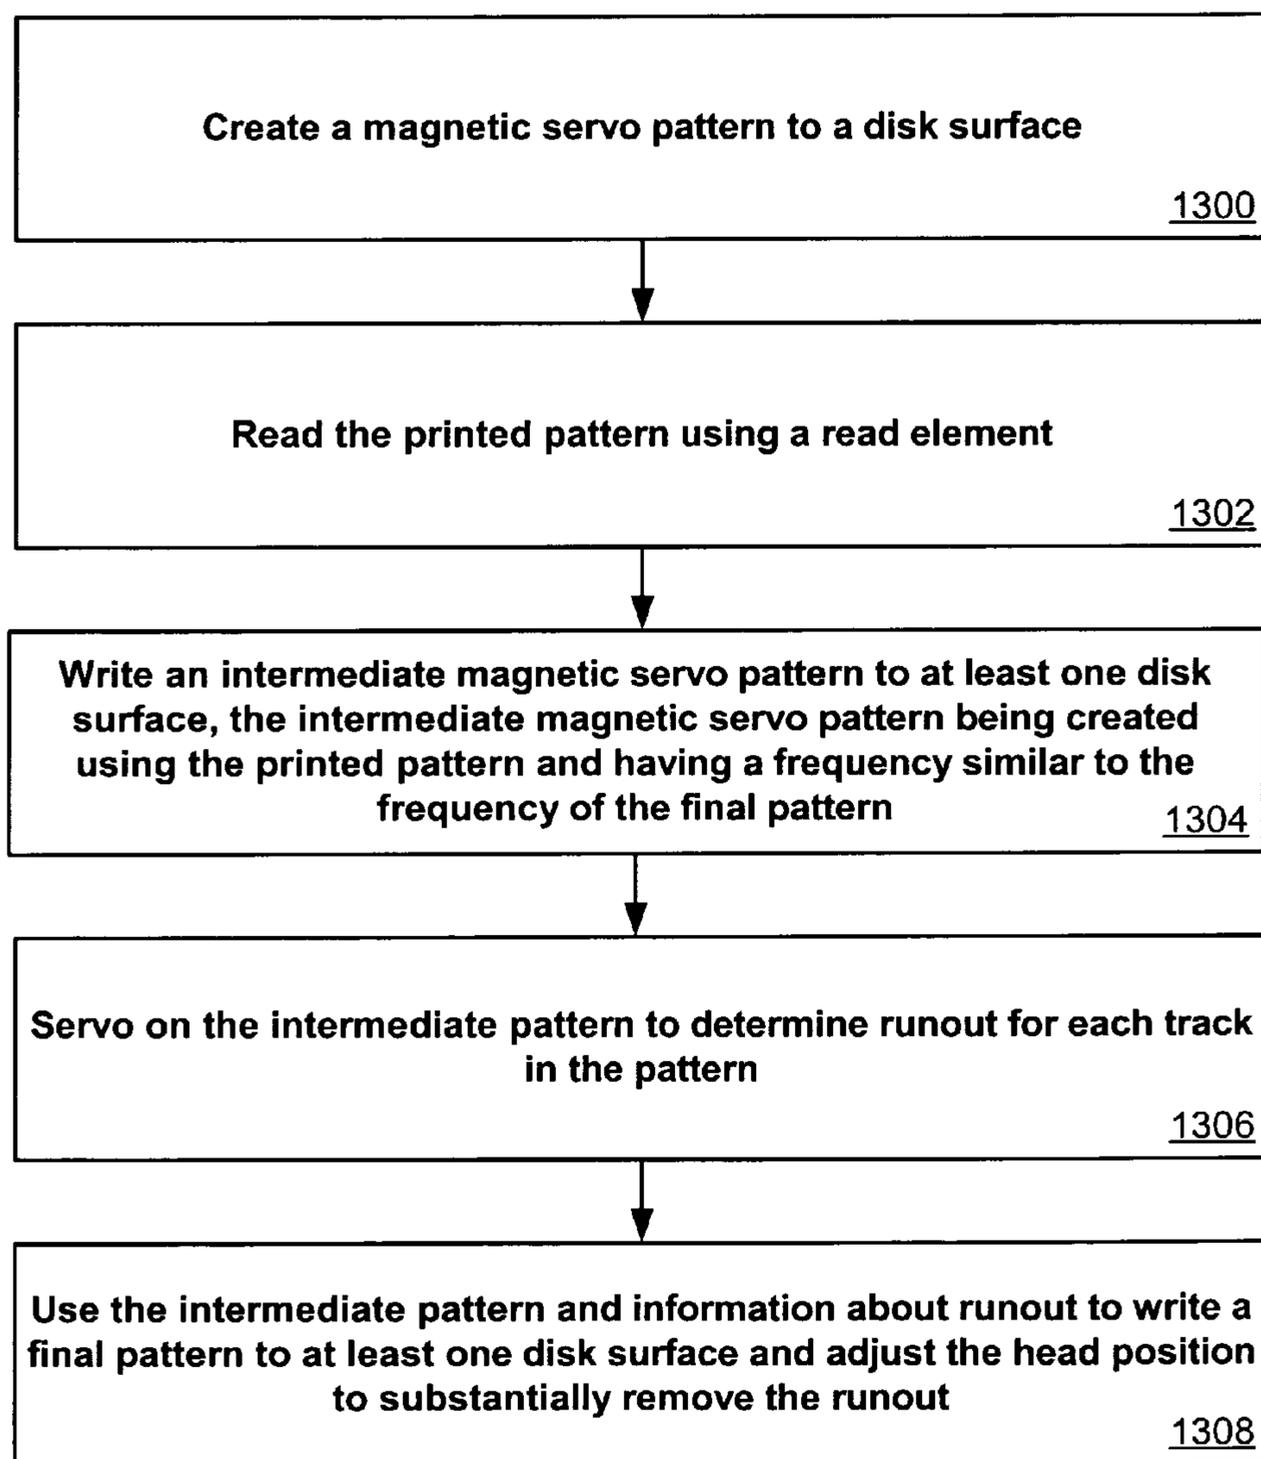 Create a magnetic servo pattern to a disk surface
1300
Read the printed pattern using a read element
1302
Write an intermediate magnetic servo pattern to at least one disk
surface, the intermediate magnetic servo pattern being created
using the printed pattern and having a frequency similar to the
frequency of the final pattern
1304
Servo on the intermediate pattern to determine runout for each track
in the pattern
1306
Use the intermediate pattern and information about runout to write a
final pattern to at least one disk surface and adjust the head position
to substantially remove the runout
1308